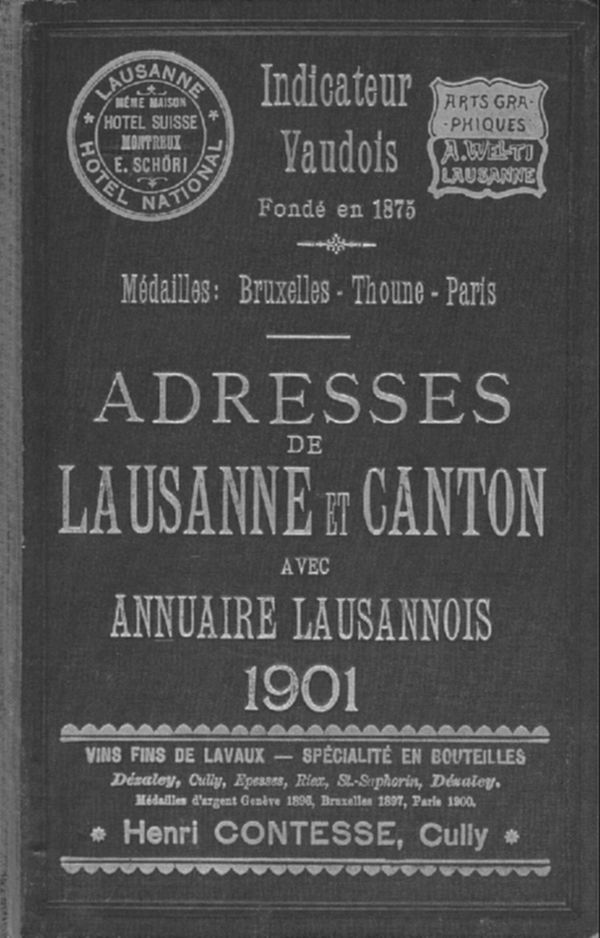 LAUSANNE
MÊME MAISON
HOTEL SUISSE
MONTREUX
E. SCHÖRI
HOTEL NATIONAL
Indicateur
Vaudois
Fondé en 1875
ARTS GRA-
-PHIQUES
A. WELTI
LAUSANNE
Médailles: Bruxelles - Thoune - Paris
ADRESSES
DE
LAUSANNE ET CANTON
AVEC
ANNUAIRE LAUSANNOIS
1901
VINS FINS DE LAVAUX — SPÉCIALITÉ EN BOUTEILLES
Dézaley, Cully, Epesses, Riex, St.-Saphorin, Dézaley.
Médailles d'argent Genève 1896, Bruxelles 1897, Paris 1900.
* Henri CONTESSE, Cully *